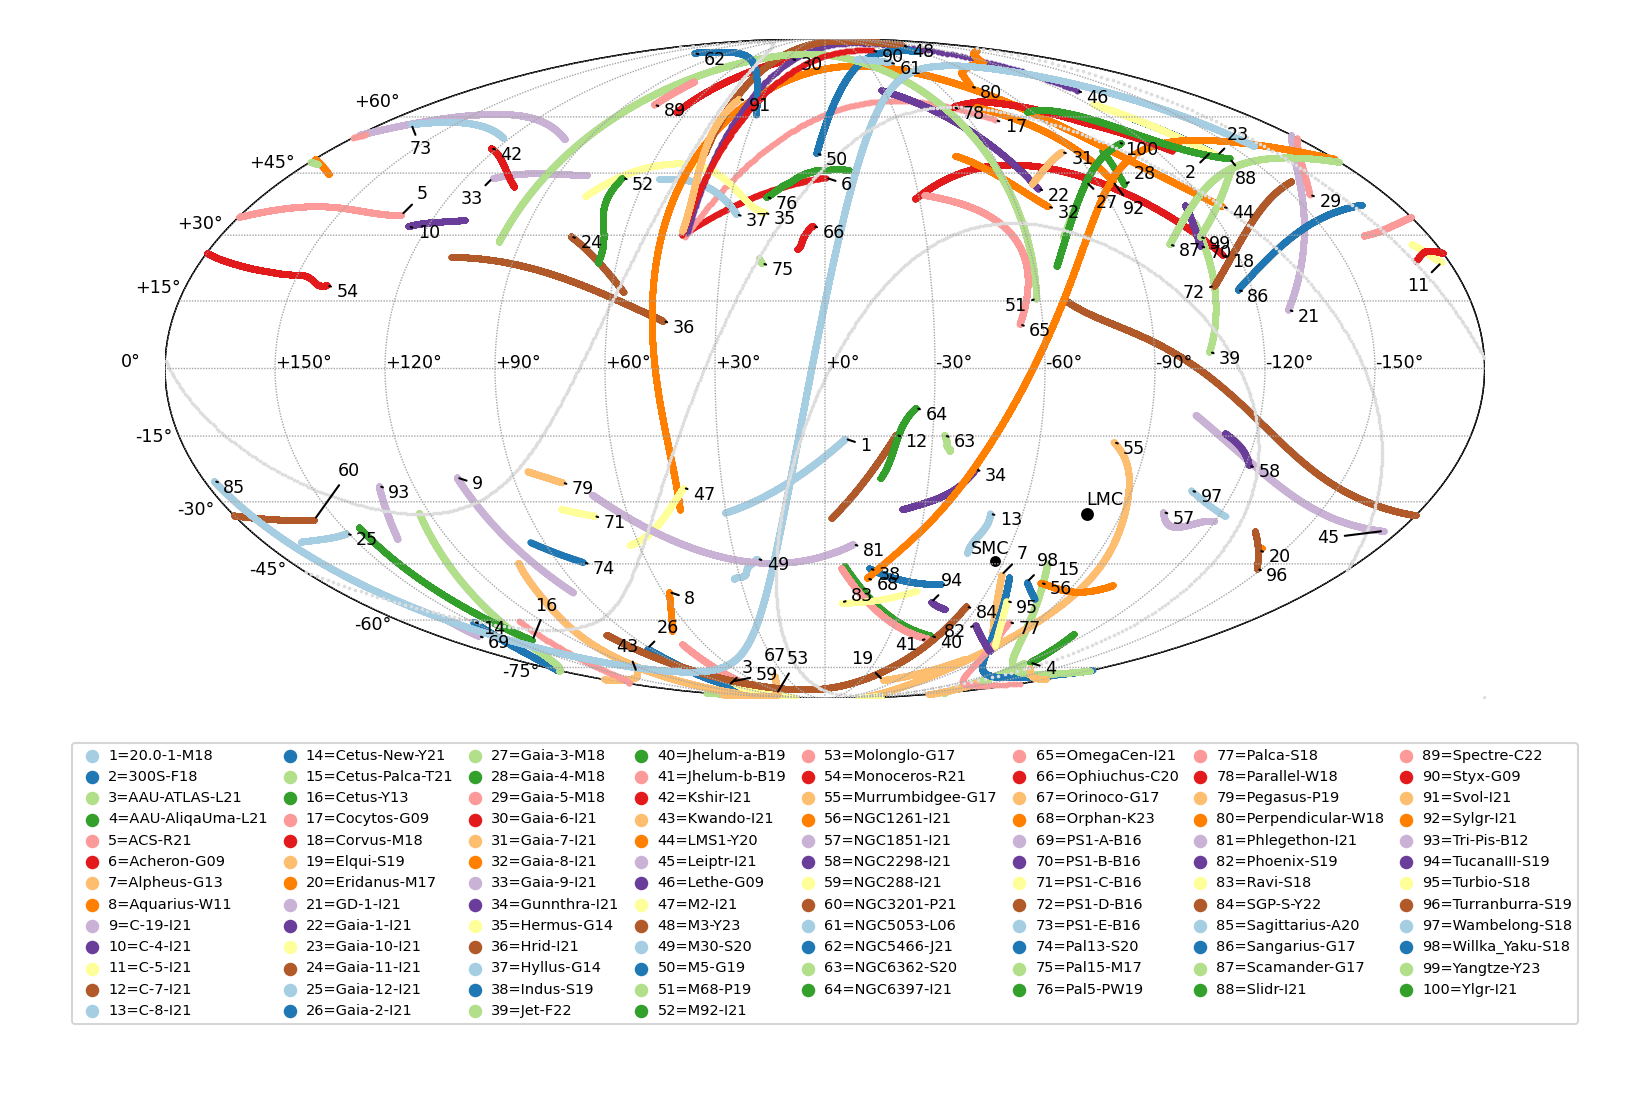 62
30
90
48
61
+60°
89
91
80
46
78
17
73
23
+45°
42
50
31
100
2
28
88
52
6
5
33
76
22
27
92
29
32
44
+30°
10
37
35
24
66
99
87
70
18
75
+15°
54
72
86
11
51
21
36
65
0°
+150°
+120°
+90°
+60°
+30°
+0°
-30°
-60°
-90°
-120°
-150°
39
64
-15°
1
12
63
55
60
58
9
34
85
79
93
47
LMC
97
-30°
71
13
57
25
45
81
SMC
7
20
49
98
-45°
74
38
15
96
68
94
56
8
83
16
95
84
-60°
14
26
82
77
69
43
41
40
67
53
19
-75°
3
59
4
1=20.0-1-M18
2=300S-F18
3=AAU-ATLAS-L21
4=AAU-AliqaUma-L21
5=ACS-R21
6=Acheron-G09
7=Alpheus-G13
8=Aquarius-W11
9=C-19-I21
10=C-4-I21
11=C-5-I21
12=C-7-I21
13=C-8-I21
14=Cetus-New-Y21
15=Cetus-Palca-T21
16=Cetus-Y13
17=Cocytos-G09
18=Corvus-M18
19=Elqui-S19
20=Eridanus-M17
21=GD-1-I21
22=Gaia-1-I21
23=Gaia-10-I21
24=Gaia-11-I21
25=Gaia-12-I21
26=Gaia-2-I21
27=Gaia-3-M18
28=Gaia-4-M18
29=Gaia-5-M18
30=Gaia-6-I21
31=Gaia-7-I21
32=Gaia-8-I21
33=Gaia-9-I21
34=Gunnthra-I21
35=Hermus-G14
36=Hrid-I21
37=Hyllus-G14
38=Indus-S19
39=Jet-F22
40=Jhelum-a-B19
41=Jhelum-b-B19
42=Kshir-I21
43=Kwando-I21
44=LMS1-Y20
45=Leiptr-I21
46=Lethe-G09
47=M2-I21
48=M3-Y23
49=M30-S20
50=M5-G19
51=M68-P19
52=M92-I21
53=Molonglo-G17
54=Monoceros-R21
55=Murrumbidgee-G17
56=NGC1261-I21
57=NGC1851-I21
58=NGC2298-I21
59=NGC288-I21
60=NGC3201-P21
61=NGC5053-L06
62=NGC5466-J21
63=NGC6362-S20
64=NGC6397-I21
65=OmegaCen-I21
66=Ophiuchus-C20
67=Orinoco-G17
68=Orphan-K23
69=PS1-A-B16
70=PS1-B-B16
71=PS1-C-B16
72=PS1-D-B16
73=PS1-E-B16
74=Pal13-S20
75=Pal15-M17
76=Pal5-PW19
77=Palca-S18
78=Parallel-W18
79=Pegasus-P19
80=Perpendicular-W18
81=Phlegethon-I21
82=Phoenix-S19
83=Ravi-S18
84=SGP-S-Y22
85=Sagittarius-A20
86=Sangarius-G17
87=Scamander-G17
88=Slidr-I21
89=Spectre-C22
90=Styx-G09
91=Svol-I21
92=Sylgr-I21
93=Tri-Pis-B12
94=TucanaIII-S19
95=Turbio-S18
96=Turranburra-S19
97=Wambelong-S18
98=Willka_Yaku-S18
99=Yangtze-Y23
100=Ylgr-I21